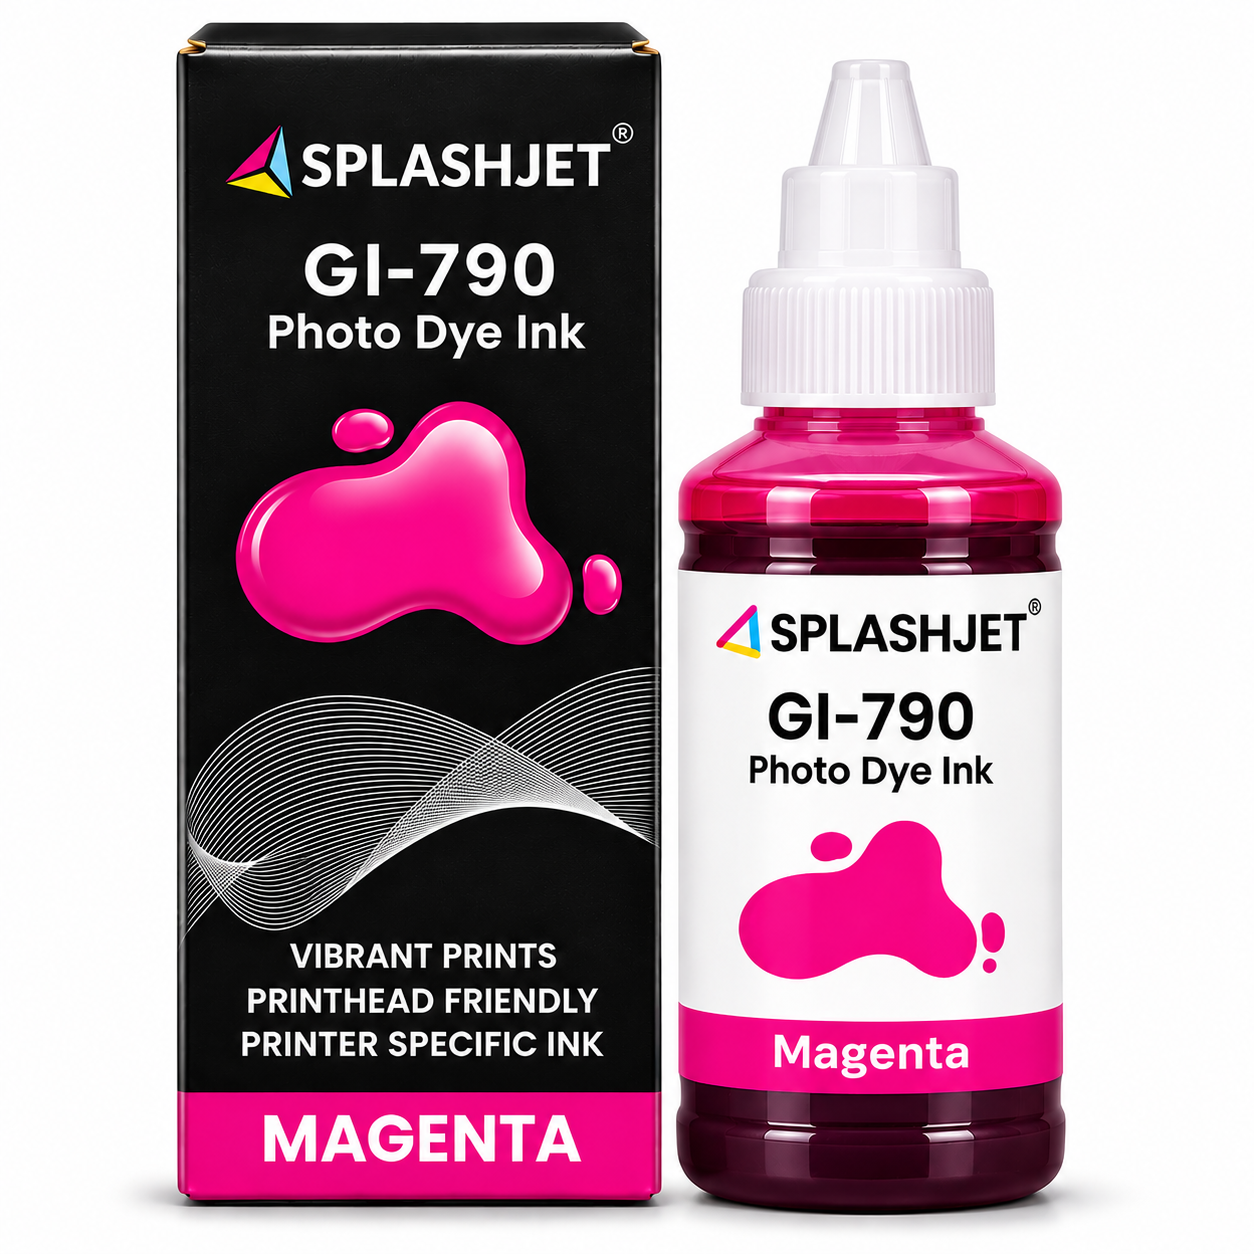 SPLASHJET®
GI-790
Photo Dye Ink
VIBRANT PRINTS
PRINTHEAD FRIENDLY
PRINTER SPECIFIC INK
MAGENTA
SPLASHJET®
GI-790
Photo Dye Ink
Magenta